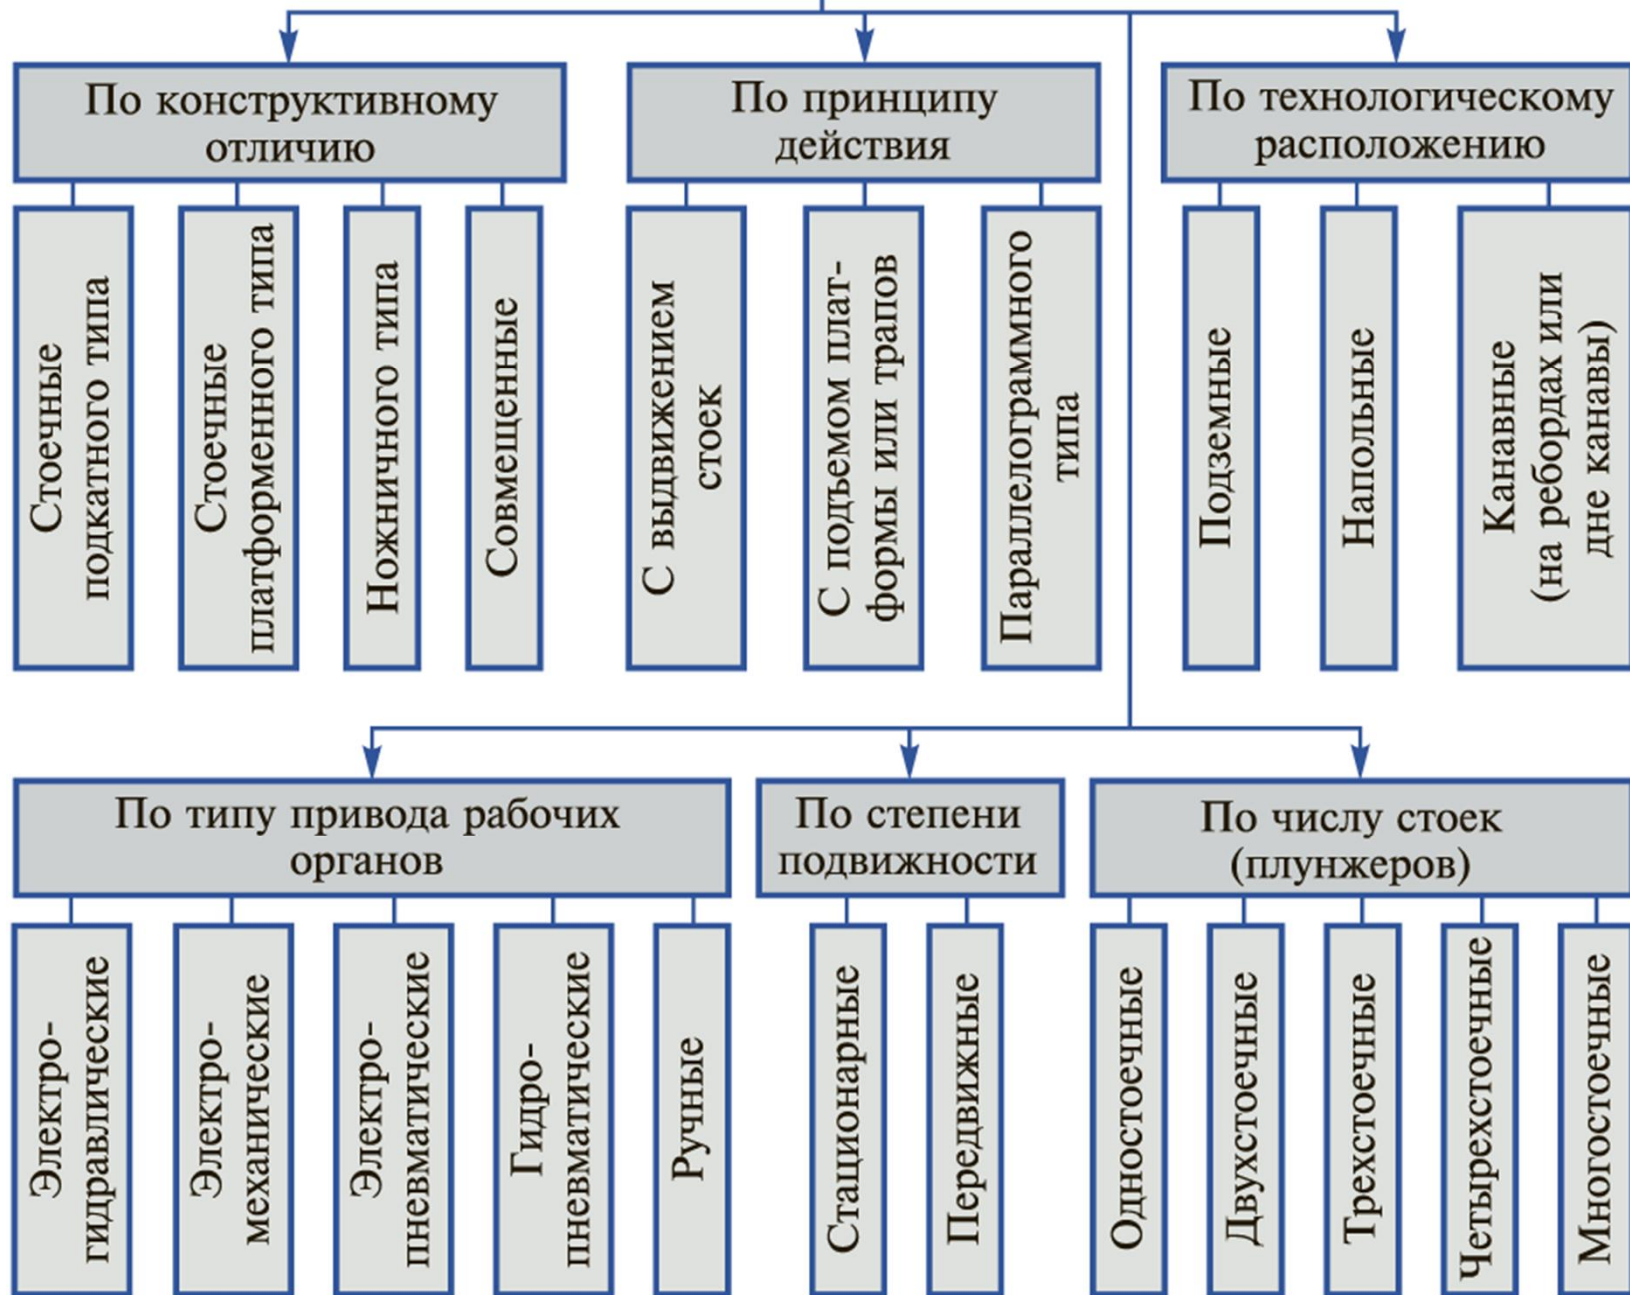 По конструктивному
отличию
Стоечные
подкатного типа
Стоечные
платформенного типа
Ножничного типа
Совмещенные
По принципу
действия
С выдвижением
стоек
С подъемом плат-
формы или трапов
Параллелограммного
типа
По технологическому
расположению
Подземные
Напольные
Канавные
(на ребордах или
дне канавы)
По типу привода рабочих
органов
Электро-
гидравлические
Электро-
механические
Электро-
пневматические
Гидро-
пневматические
Ручные
По степени
подвижности
Стационарные
Передвижные
По числу стоек
(плунжеров)
Одностоечные
Двухстоечные
Трехстоечные
Четырехстоечные
Многостоечные